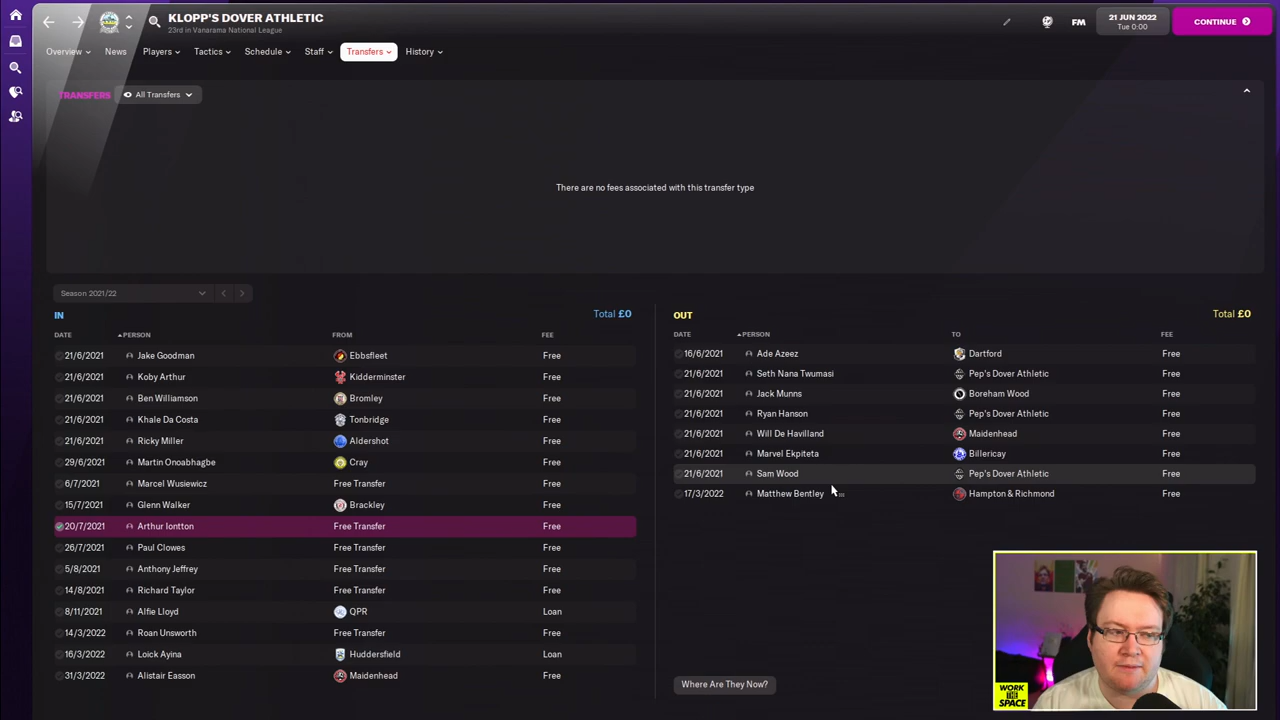 KLOPP'S DOVER ATHLETIC
23rd in Vanarama National League
FM
21 JUN 2022
Tue 0:00
CONTINUE
Overview
News
Players
Tactics
Schedule
Staff
Transfers
History
TRANSFERS
All Transfers
There are no fees associated with this transfer type
Season 2021/22
IN Total £0
DATE PERSON FROM FEE
21/6/2021 Jake Goodman Ebbsfleet Free
21/6/2021 Koby Arthur Kidderminster Free
21/6/2021 Ben Williamson Bromley Free
21/6/2021 Khale Da Costa Tonbridge Free
21/6/2021 Ricky Miller Aldershot Free
29/6/2021 Martin Onoabhagbe Cray Free
6/7/2021 Marcel Wusiewicz Free Transfer Free
15/7/2021 Glenn Walker Brackley Free
20/7/2021 Arthur Iontton Free Transfer Free
26/7/2021 Paul Clowes Free Transfer Free
5/8/2021 Anthony Jeffrey Free Transfer Free
14/8/2021 Richard Taylor Free Transfer Free
8/11/2021 Alfie Lloyd QPR Loan
14/3/2022 Roan Unsworth Free Transfer Free
16/3/2022 Loick Ayina Huddersfield Loan
31/3/2022 Alistair Easson Maidenhead Free
OUT Total £0
DATE PERSON TO FEE
16/6/2021 Ade Azeez Dartford Free
21/6/2021 Seth Nana Twumasi Pep's Dover Athletic Free
21/6/2021 Jack Munns Boreham Wood Free
21/6/2021 Ryan Hanson Pep's Dover Athletic Free
21/6/2021 Will De Havilland Maidenhead Free
21/6/2021 Marvel Ekpiteta Billericay Free
21/6/2021 Sam Wood Pep's Dover Athletic Free
17/3/2022 Matthew Bentley Hampton & Richmond Free
Where Are They Now?
WORK
THE
SPACE